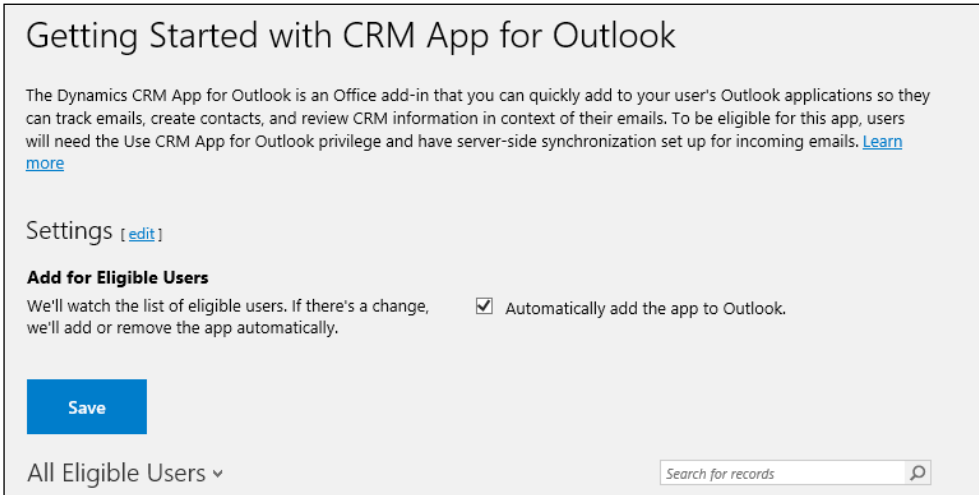 Getting Started with CRM App for Outlook
The Dynamics CRM App for Outlook is an Office add-in that you can quickly add to your user's Outlook applications so they
can track emails, create contacts, and review CRM information in context of their emails. To be eligible for this app, users
will need the Use CRM App for Outlook privilege and have server-side synchronization set up for incoming emails. Learn
more
Settings [edit]
Add for Eligible Users
We'll watch the list of eligible users. If there's a change,
we'll add or remove the app automatically.
Automatically add the app to Outlook.
Save
All Eligible Users
Search for records